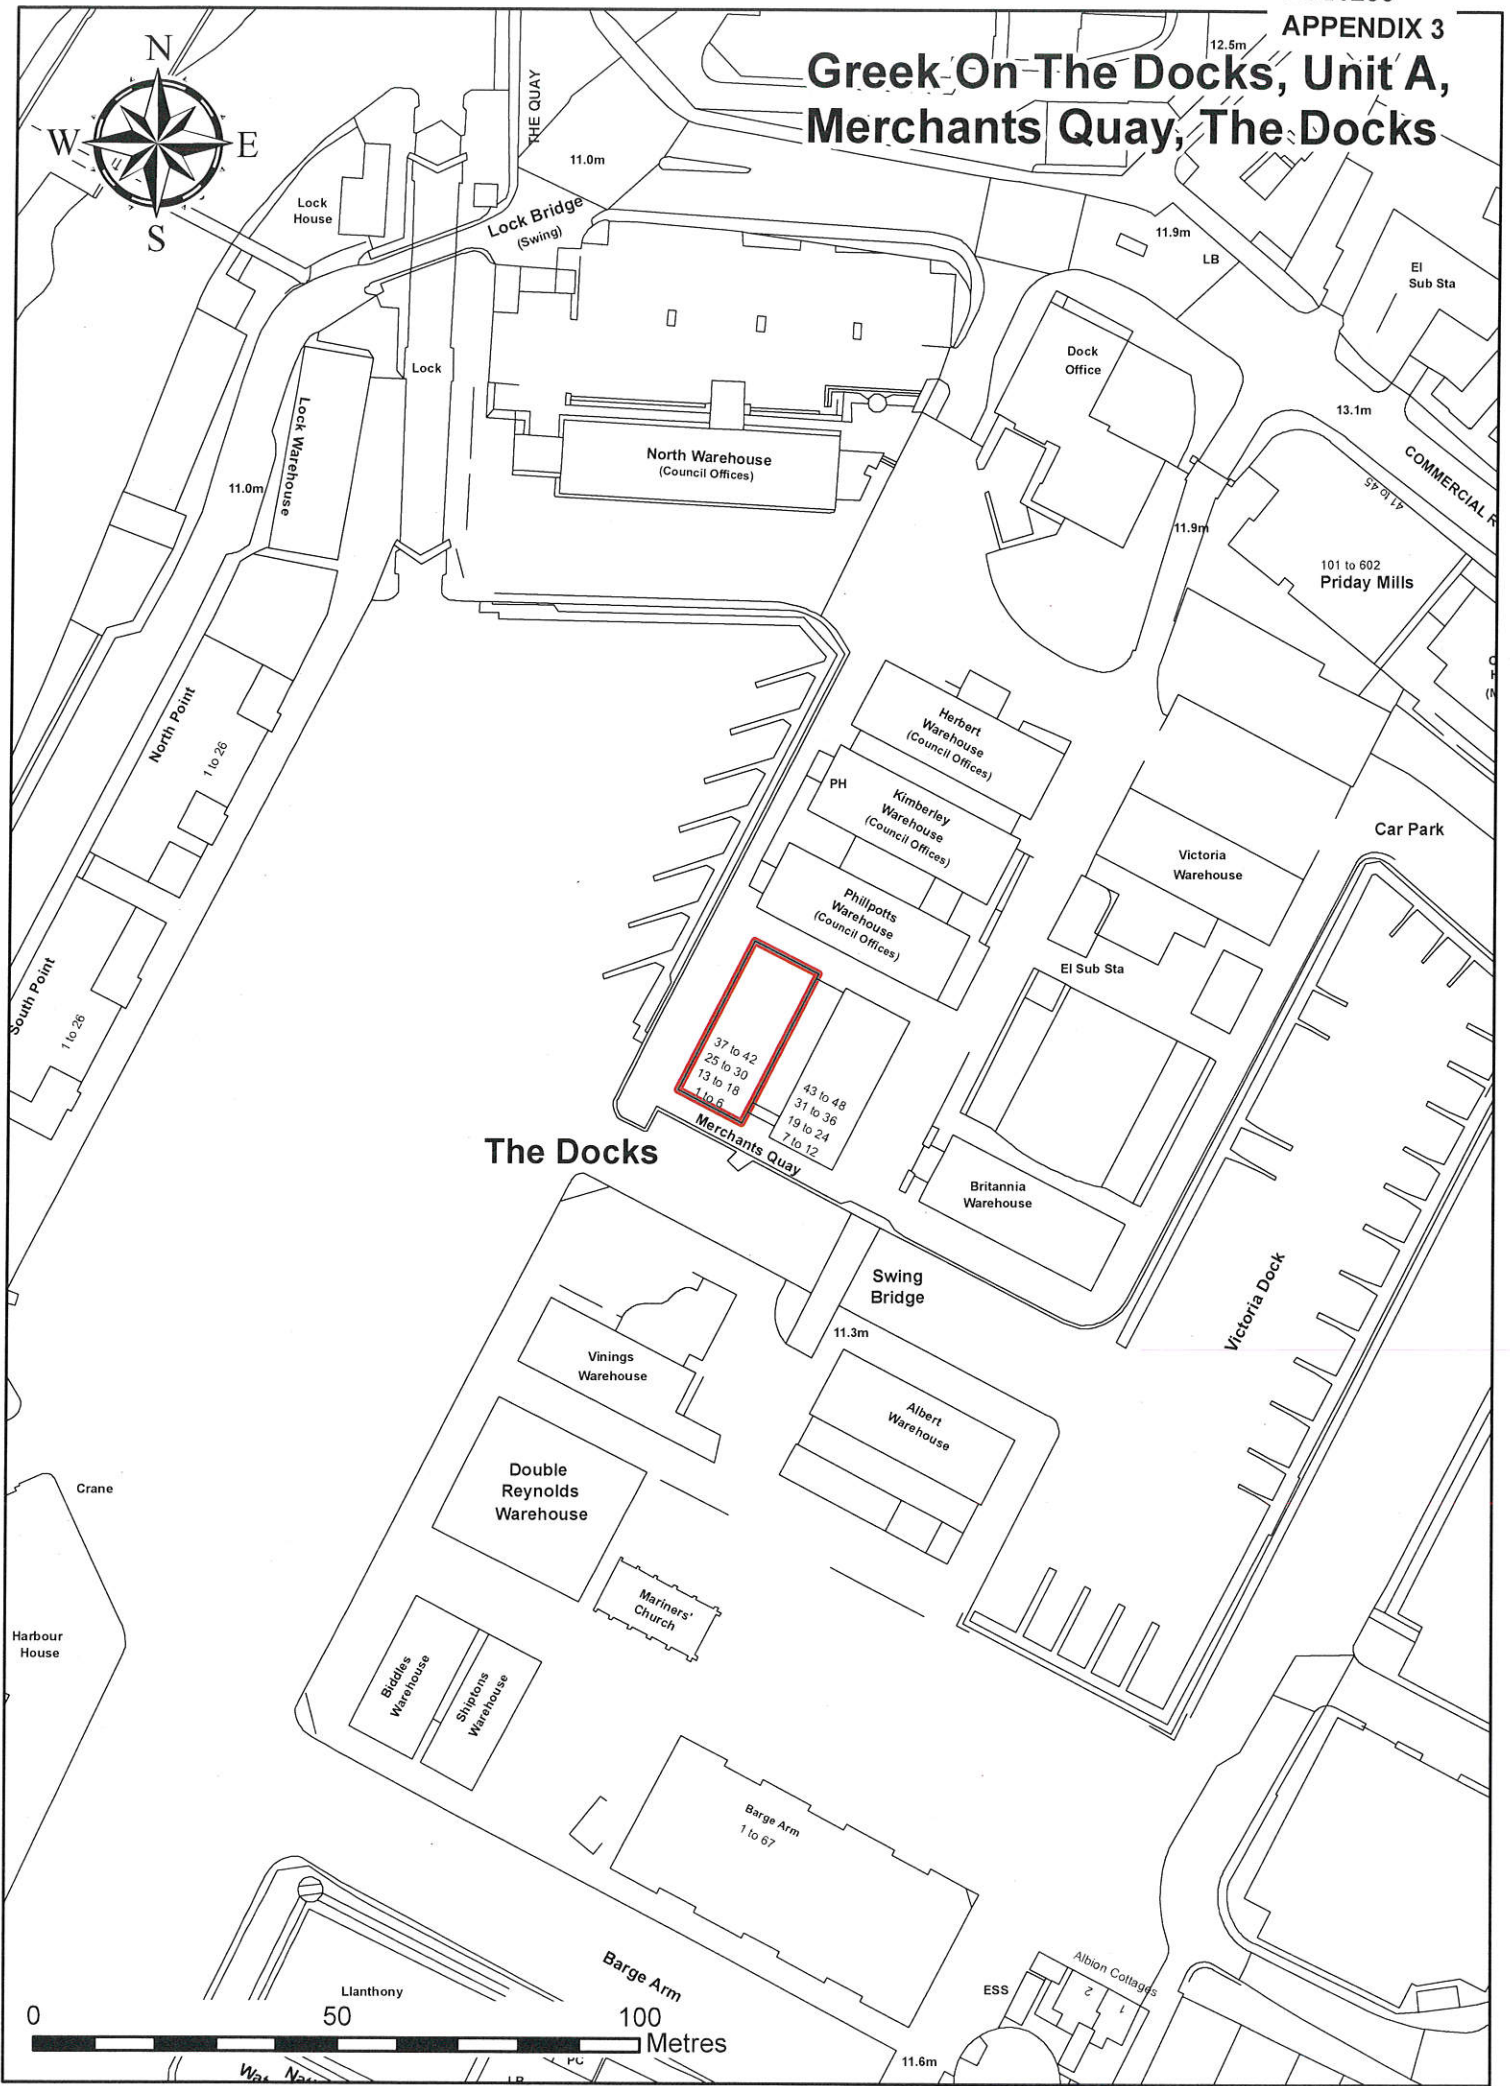 APPENDIX 3
Greek On The Docks, Unit A,
Merchants Quay, The Docks
N
W
E
S
12.5m
THE QUAY
11.0m
Lock
House
Lock Bridge
(Swing)
11.9m
LB
El
Sub Sta
Lock
Dock
Office
13.1m
Lock Warehouse
11.0m
North Warehouse
(Council Offices)
COMMERCIAL R
41 to 45
11.9m
101 to 602
Priday Mills
North Point
1 to 26
Herbert
Warehouse
(Council Offices)
PH
Kimberley
Warehouse
(Council Offices)
Car Park
Victoria
Warehouse
Phillpotts
Warehouse
(Council Offices)
El Sub Sta
South Point
1 to 26
37 to 42
25 to 30
13 to 18
1 to 6
43 to 48
31 to 36
19 to 24
7 to 12
Merchants Quay
The Docks
Britannia
Warehouse
Swing
Bridge
11.3m
Victoria Dock
Vinings
Warehouse
Albert
Warehouse
Double
Reynolds
Warehouse
Crane
Mariners'
Church
Harbour
House
Biddles
Warehouse
Shiptons
Warehouse
Barge Arm
1 to 67
Barge Arm
Albion Cottages
ESS
2
1
Llanthony
0
50
100
Metres
11.6m
PC
LB